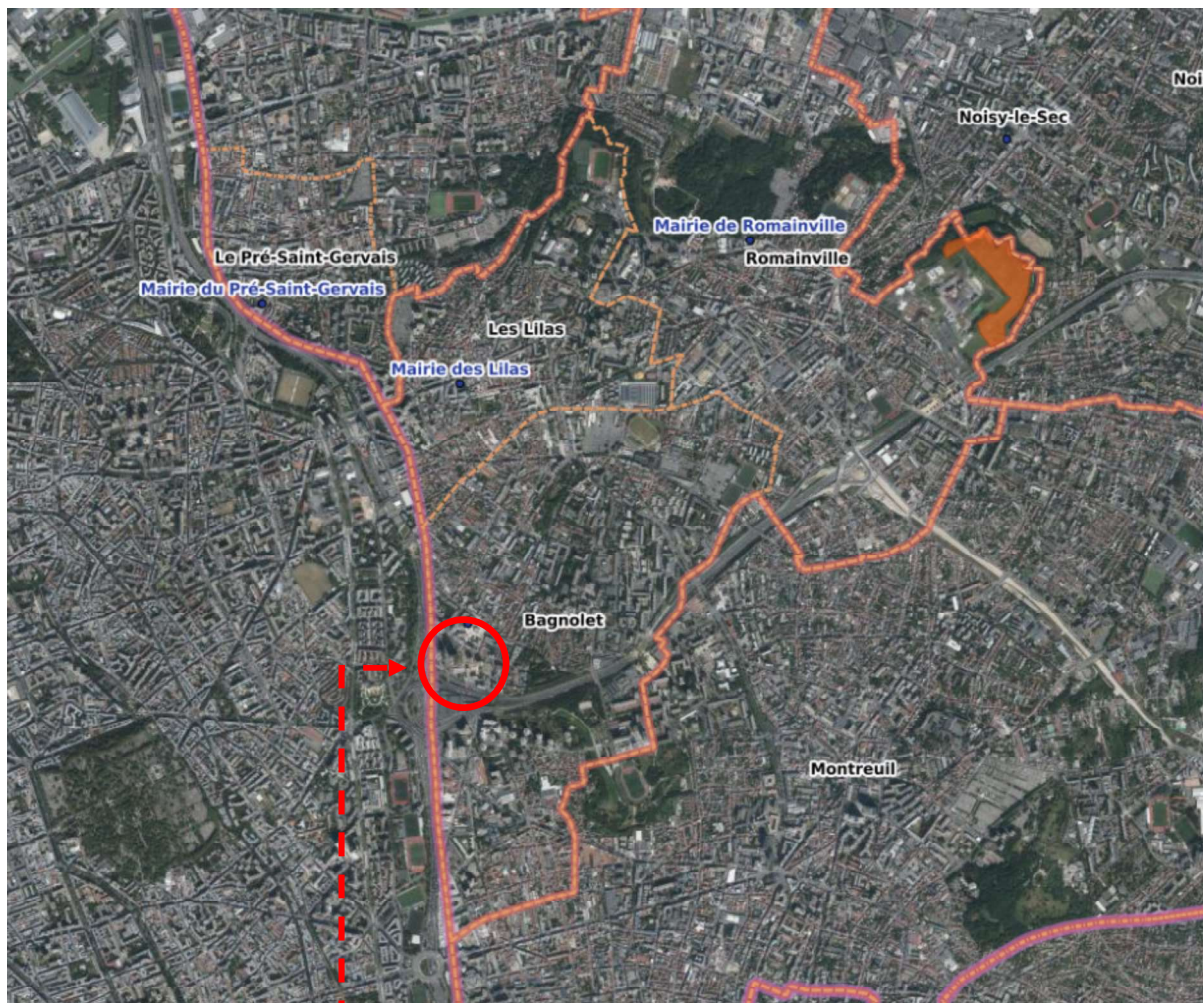 Noi
Noisy-le-Sec
Mairie de Romainville
Romainville
Le Pré-Saint-Gervais
Mairie du Pré-Saint-Gervais
Les Lilas
Mairie des Lilas
Bagnolet
Montreuil